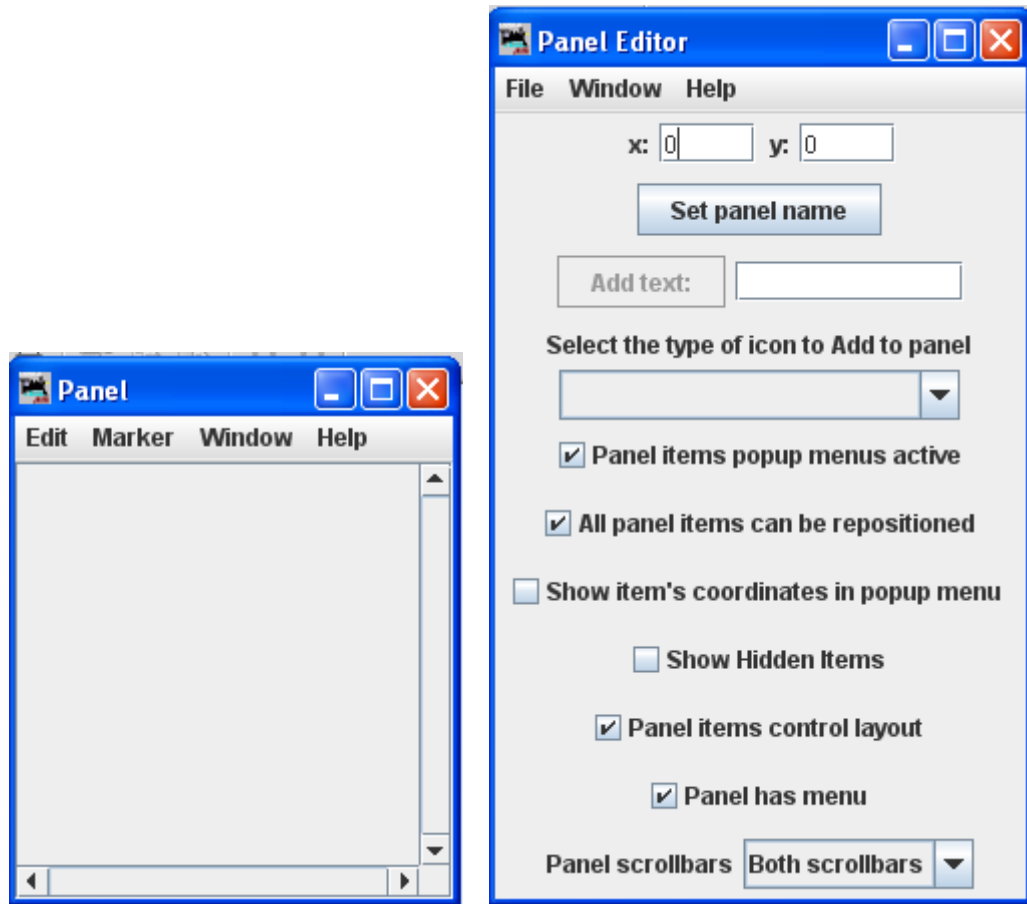 Panel Editor
File Window Help
x: 0 y: 0
Set panel name
Add text:
Select the type of icon to Add to panel
Panel items popup menus active
All panel items can be repositioned
Show item's coordinates in popup menu
Show Hidden Items
Panel items control layout
Panel has menu
Panel scrollbars Both scrollbars
Panel
Edit Marker Window Help